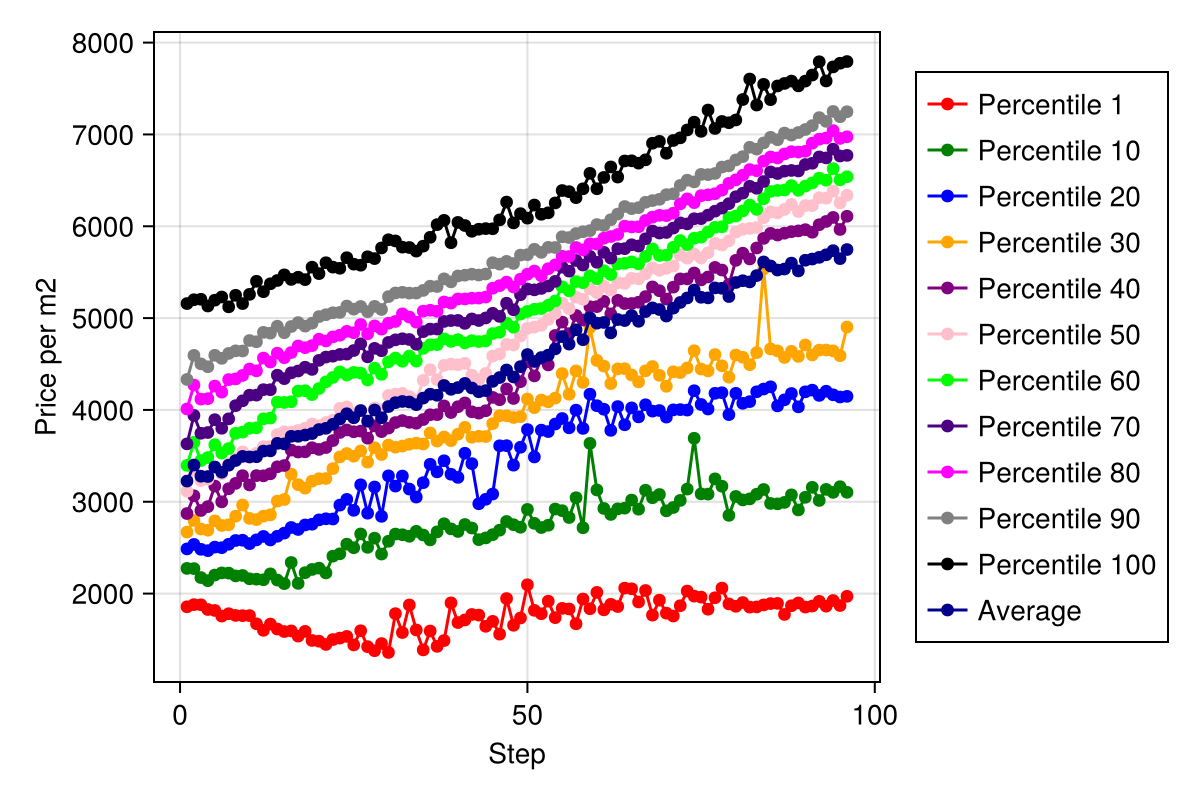 8000
7000
6000
5000
4000
3000
2000
Price per m2
0
50
100
Step
Percentile 1
Percentile 10
Percentile 20
Percentile 30
Percentile 40
Percentile 50
Percentile 60
Percentile 70
Percentile 80
Percentile 90
Percentile 100
Average